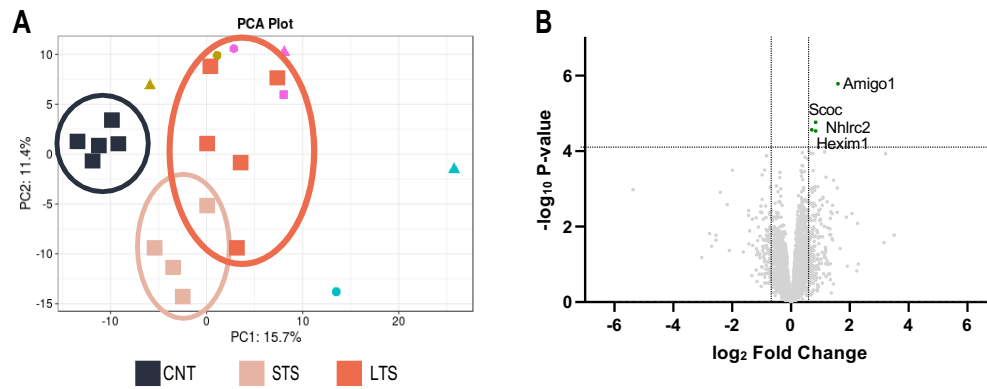 A
PCA Plot
10
5
0
-5
-10
-15
PC2: 11.4%
-10
0
10
20
PC1: 15.7%
CNT
STS
LTS
B
6
4
2
0
-log10 P-value
Amigo1
Scoc
Nhlrc2
Hexim1
-6
-4
-2
0
2
4
6
log2 Fold Change